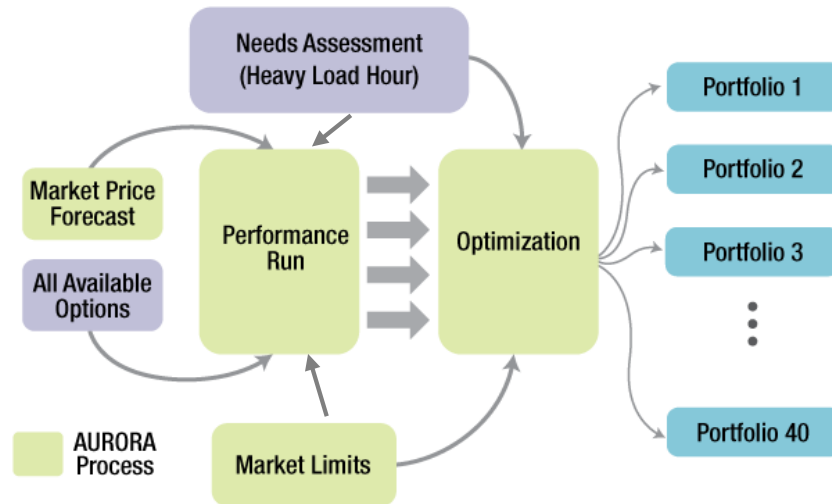 Needs Assessment
(Heavy Load Hour)
Market Price
Forecast
All Available
Options
Performance
Run
Optimization
Market Limits
AURORA
Process
Portfolio 1
Portfolio 2
Portfolio 3
Portfolio 40